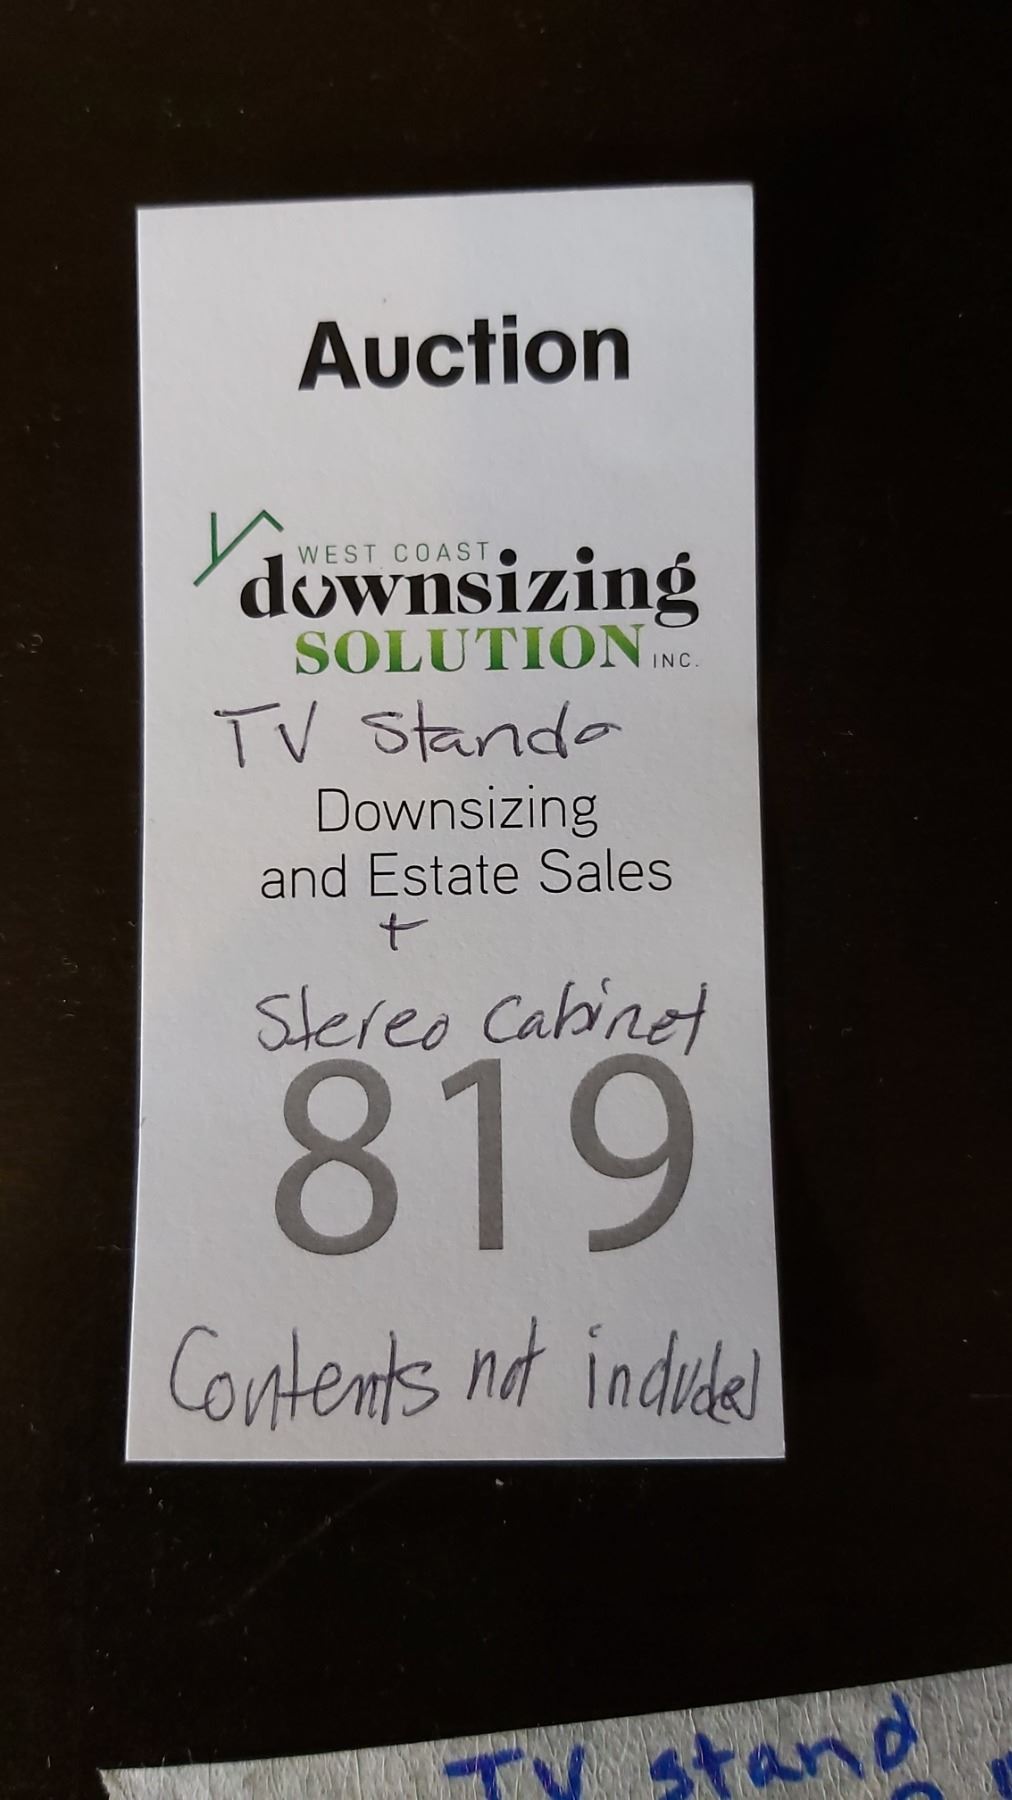 Auction
WEST COAST
downsizing
SOLUTION INC.
TV Stand
Downsizing
and Estate Sales
+
Stereo Cabinet
819
Contents not included
TV stand